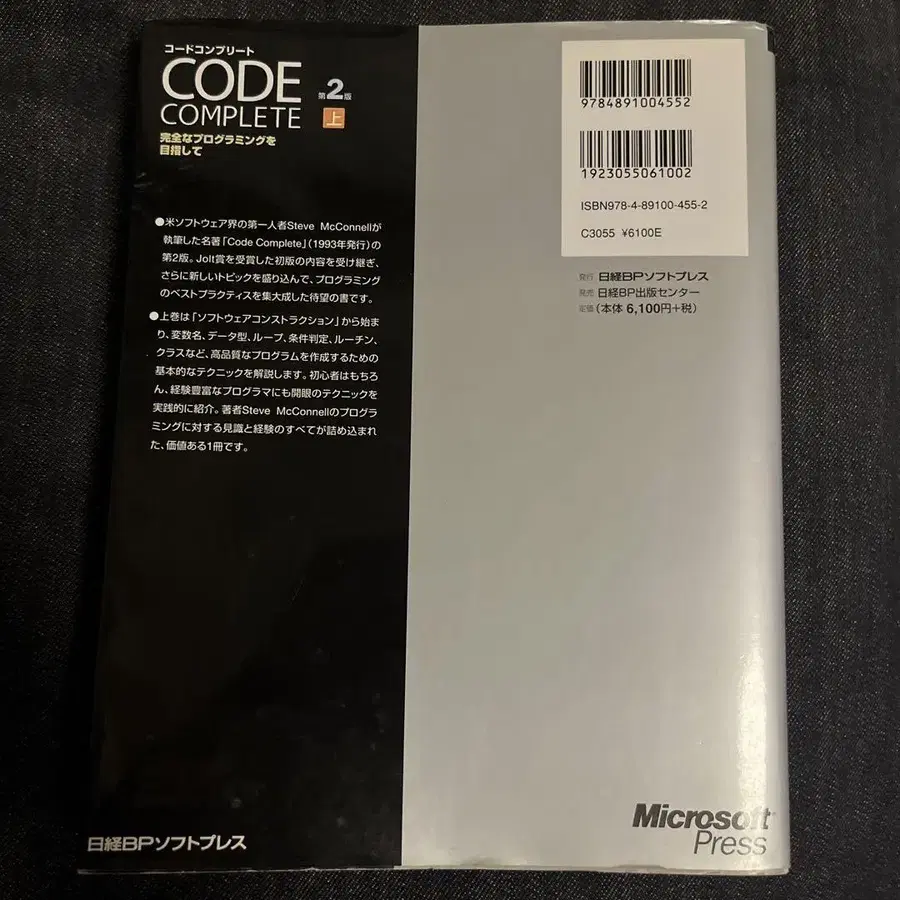 コードコンプリート
CODE
COMPLETE
第2版
上
完全なプログラミングを
目指して
●米ソフトウェア界の第一人者Steve McConnellが
執筆した名著「Code Complete」(1993年発行)の
第2版。Jolt賞を受賞した初版の内容を受け継ぎ、
さらに新しいトピックを盛り込んで、プログラミング
のベストプラクティスを集大成した待望の書です。
●上巻は「ソフトウェアコンストラクション」から始ま
り、変数名、データ型、ループ、条件判定、ルーチン、
クラスなど、高品質なプログラムを作成するための
基本的なテクニックを解説します。初心者はもちろ
ん、経験豊富なプログラマにも開眼のテクニックを
実践的に紹介。著者Steve McConnellのプログラ
ミングに対する見識と経験のすべてが詰め込まれ
た、価値ある1冊です。
日経BPソフトプレス
9784891004552
1923055061002
ISBN978-4-89100-455-2
C3055 ¥6100E
発行 日経BPソフトプレス
発売 日経BP出版センター
定価(本体 6,100円+税)
Microsoft
Press